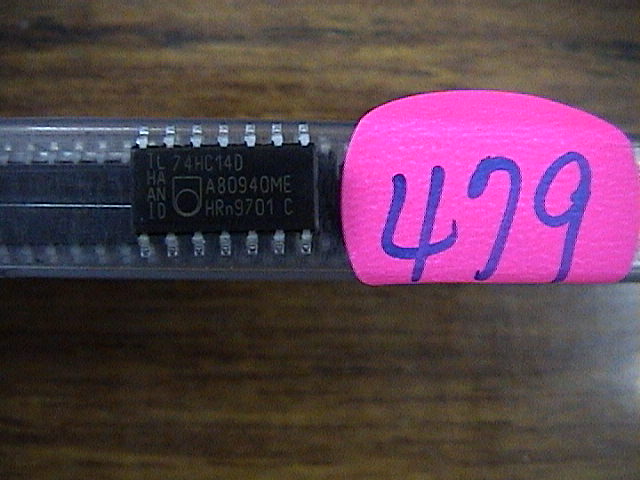 TL 74HC14D
HA
AN A80940ME
ID HRn9701 C
479